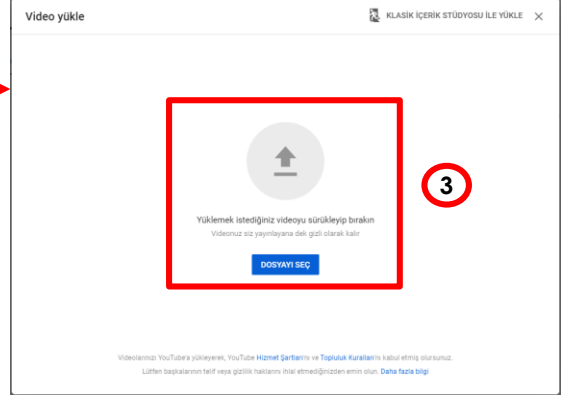 Video yükle
KLASİK İÇERİK STÜDYOSU İLE YÜKLE
3
Yüklemek istediğiniz videoyu sürükleyip bırakın
Videonuz siz yayınlayana dek gizli olarak kalır
DOSYAYI SEÇ
Videolarınızı YouTube'a yükleyerek, YouTube Hizmet Şartları'nı ve Topluluk Kuralları'nı kabul etmiş olursunuz.
Lütfen başkalarının telif veya gizlilik haklarını ihlal etmediğinizden emin olun. Daha fazla bilgi